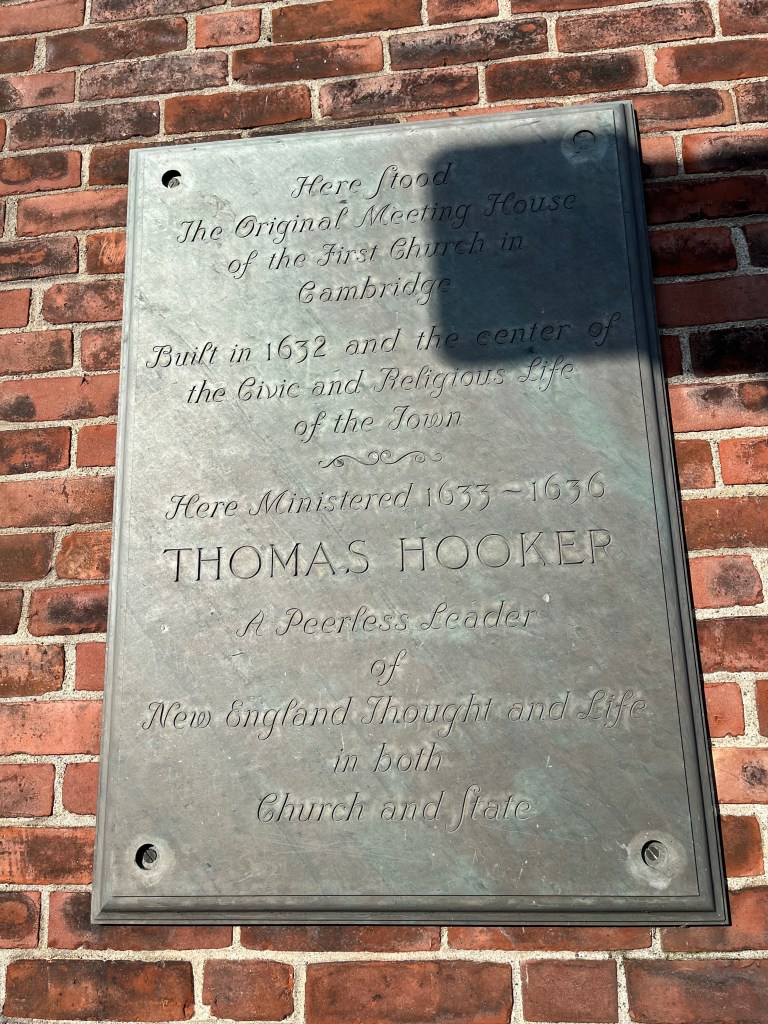 Here stood
The Original Meeting House
of the First Church in
Cambridge
Built in 1632 and the center of
the Civic and Religious Life
of the Town
Here Ministered 1633~1636
THOMAS HOOKER
A Peerless Leader
of
New England Thought and Life
in both
Church and State